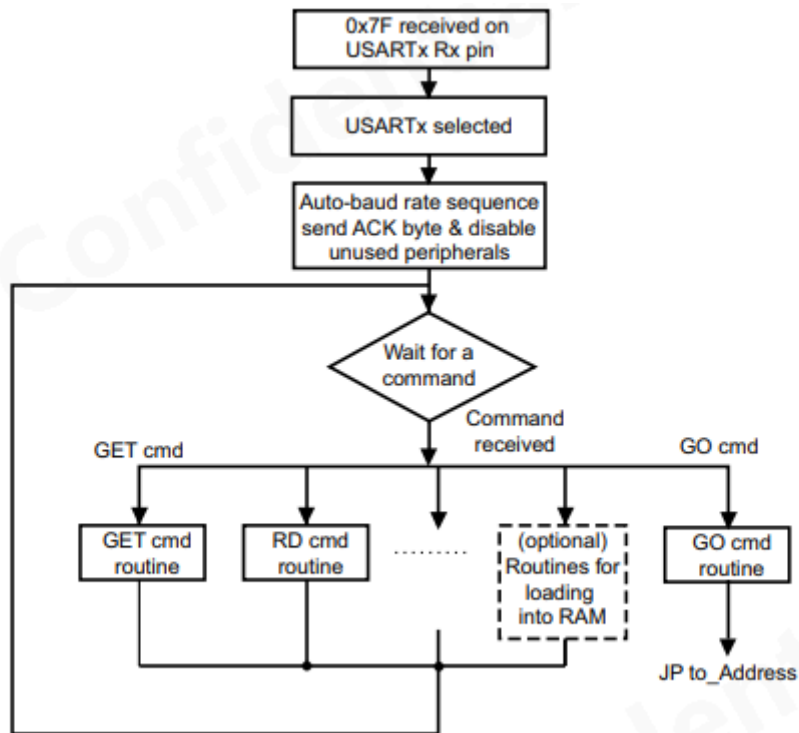 0x7F received on
USARTx Rx pin
USARTx selected
Auto-baud rate sequence
send ACK byte & disable
unused peripherals
Wait for a
command
Command
received
GET cmd
GO cmd
GET cmd
routine
RD cmd
routine
...........
(optional)
Routines for
loading
into RAM
GO cmd
routine
JP to_Address